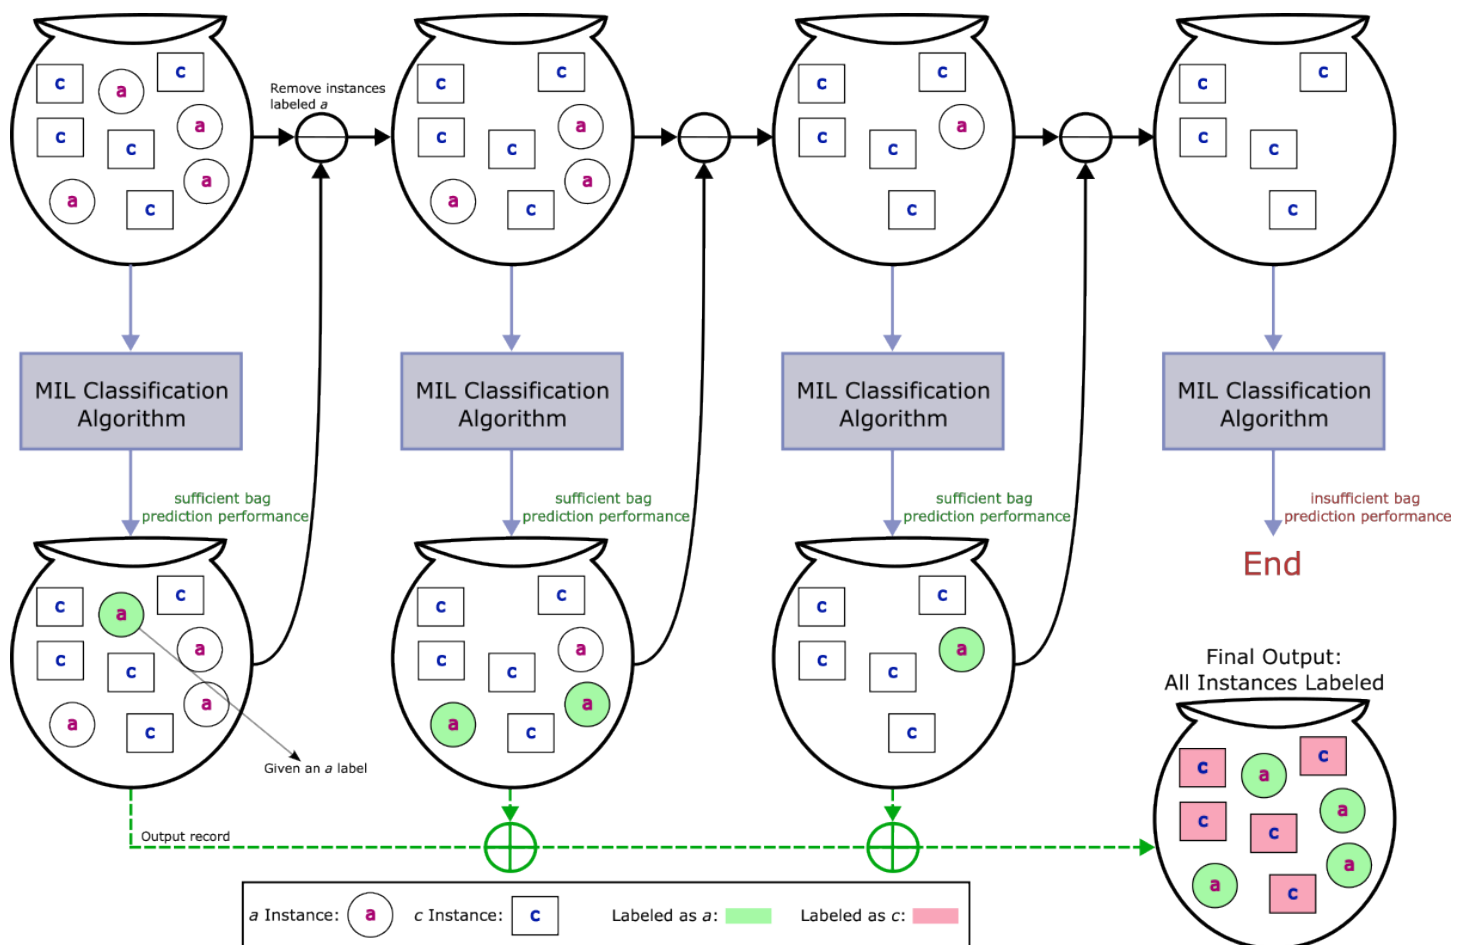 c
a
c
c
a
c
a
a
c
Remove instances
labeled a
c
c
c
a
c
a
a
c
c
c
c
a
c
c
c
c
c
c
c
MIL Classification
Algorithm
MIL Classification
Algorithm
MIL Classification
Algorithm
MIL Classification
Algorithm
sufficient bag
prediction performance
sufficient bag
prediction performance
sufficient bag
prediction performance
insufficient bag
prediction performance
End
c
a
c
c
a
c
a
a
c
Given an a label
c
c
c
a
c
a
a
c
c
c
c
a
c
c
Final Output:
All Instances Labeled
c
a
c
c
a
c
a
a
c
Output record
a Instance: a c Instance: c Labeled as a: Labeled as c: